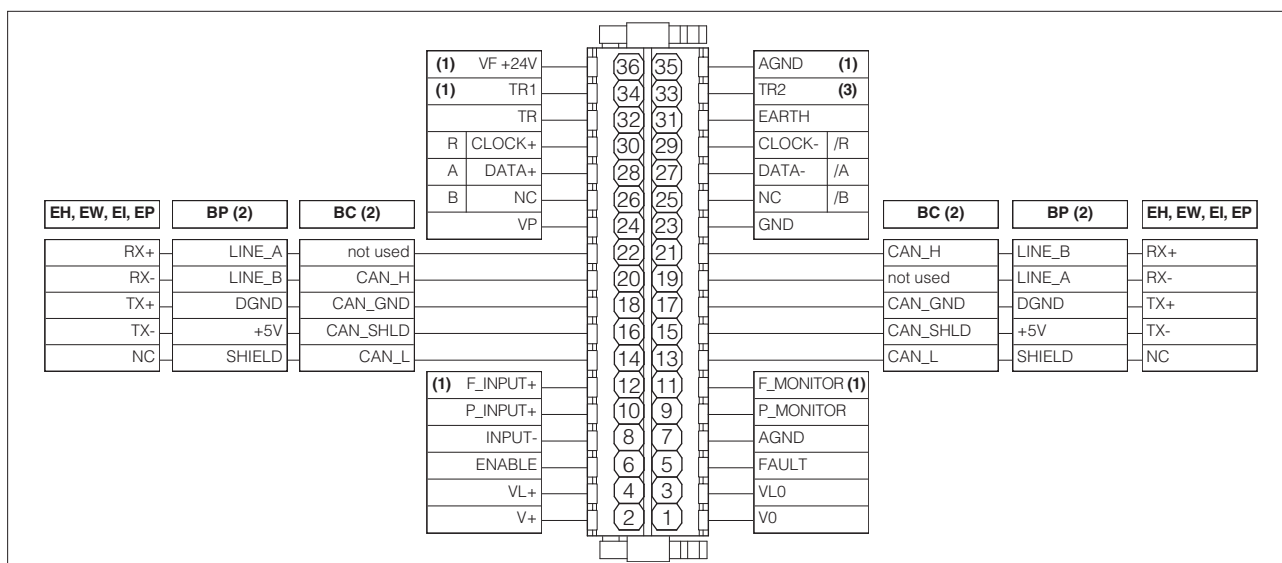 (1) VF +24V 36 35 AGND (1)
(1) TR1 34 33 TR2 (3)
TR 32 31 EARTH
R CLOCK+ 30 29 CLOCK- /R
A DATA+ 28 27 DATA- /A
B NC 26 25 NC /B
EH, EW, EI, EP BP (2) BC (2) VP 24 23 GND BC (2) BP (2) EH, EW, EI, EP
RX+ LINE_A not used 22 21 CAN_H LINE_B RX+
RX- LINE_B CAN_H 20 19 not used LINE_A RX-
TX+ DGND CAN_GND 18 17 CAN_GND DGND TX+
TX- +5V CAN_SHLD 16 15 CAN_SHLD +5V TX-
NC SHIELD CAN_L 14 13 CAN_L SHIELD NC
(1) F_INPUT+ 12 11 F_MONITOR (1)
P_INPUT+ 10 9 P_MONITOR
INPUT- 8 7 AGND
ENABLE 6 5 FAULT
VL+ 4 3 VL0
V+ 2 1 V0